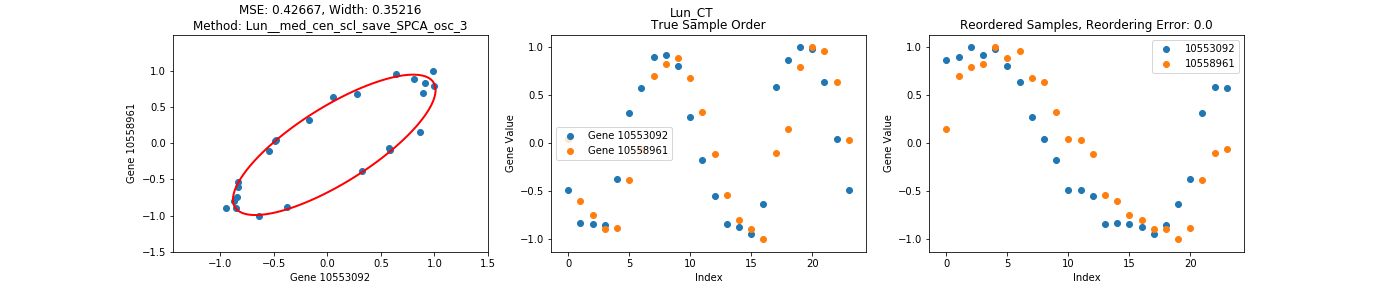 Lun_CT
MSE: 0.42667, Width: 0.35216
Method: Lun__med_cen_scl_save_SPCA_osc_3
1.0
0.5
0.0
−0.5
−1.0
−1.5
−1.0
−0.5
0.0
0.5
1.0
1.5
Gene 10553092
Gene 10558961
True Sample Order
1.0
0.5
0.0
−0.5
−1.0
0
5
10
15
20
Index
Gene Value
Gene 10553092
Gene 10558961
Reordered Samples, Reordering Error: 0.0
1.0
0.5
0.0
−0.5
−1.0
0
5
10
15
20
Index
Gene Value
10553092
10558961